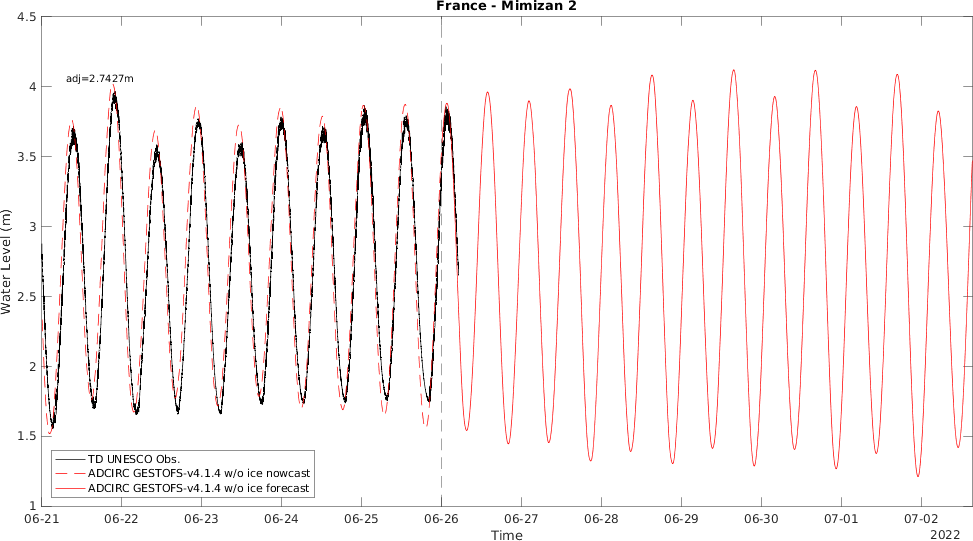 France - Mimizan 2
4.5
adj=2.7427m
4
3.5
3
2.5
2
1.5
1
Water Level (m)
TD UNESCO Obs.
ADCIRC GESTOFS-v4.1.4 w/o ice nowcast
ADCIRC GESTOFS-v4.1.4 w/o ice forecast
06-21 06-22 06-23 06-24 06-25 06-26 06-27 06-28 06-29 06-30 07-01 07-02
Time
2022